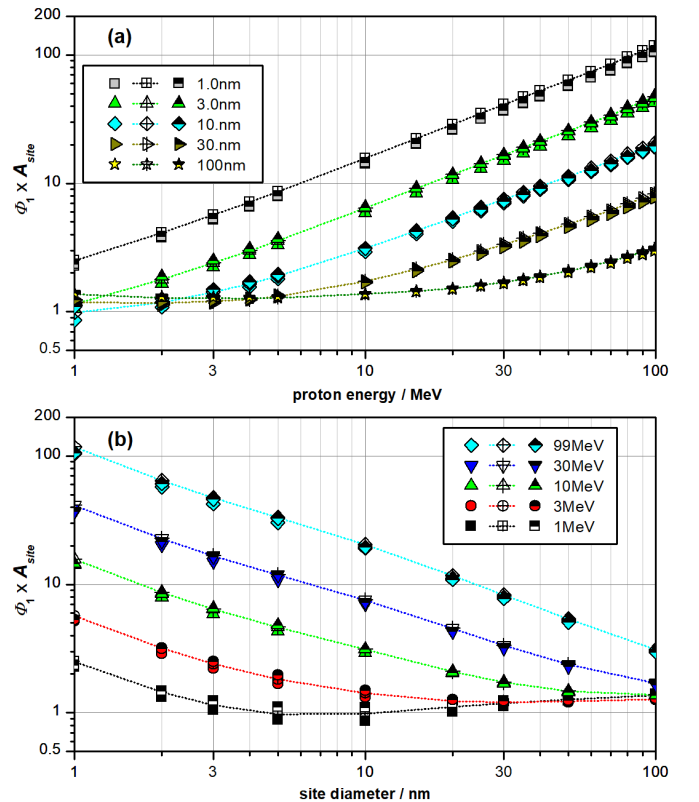 200
(a)
100
1.0nm
3.0nm
10.nm
30.nm
100nm
Φ₁ x A_site
10
1
0.5
1 3 10 30 100
proton energy / MeV
200
(b)
100
99MeV
30MeV
10MeV
3MeV
1MeV
Φ₁ x A_site
10
1
0.5
1 3 10 30 100
site diameter / nm